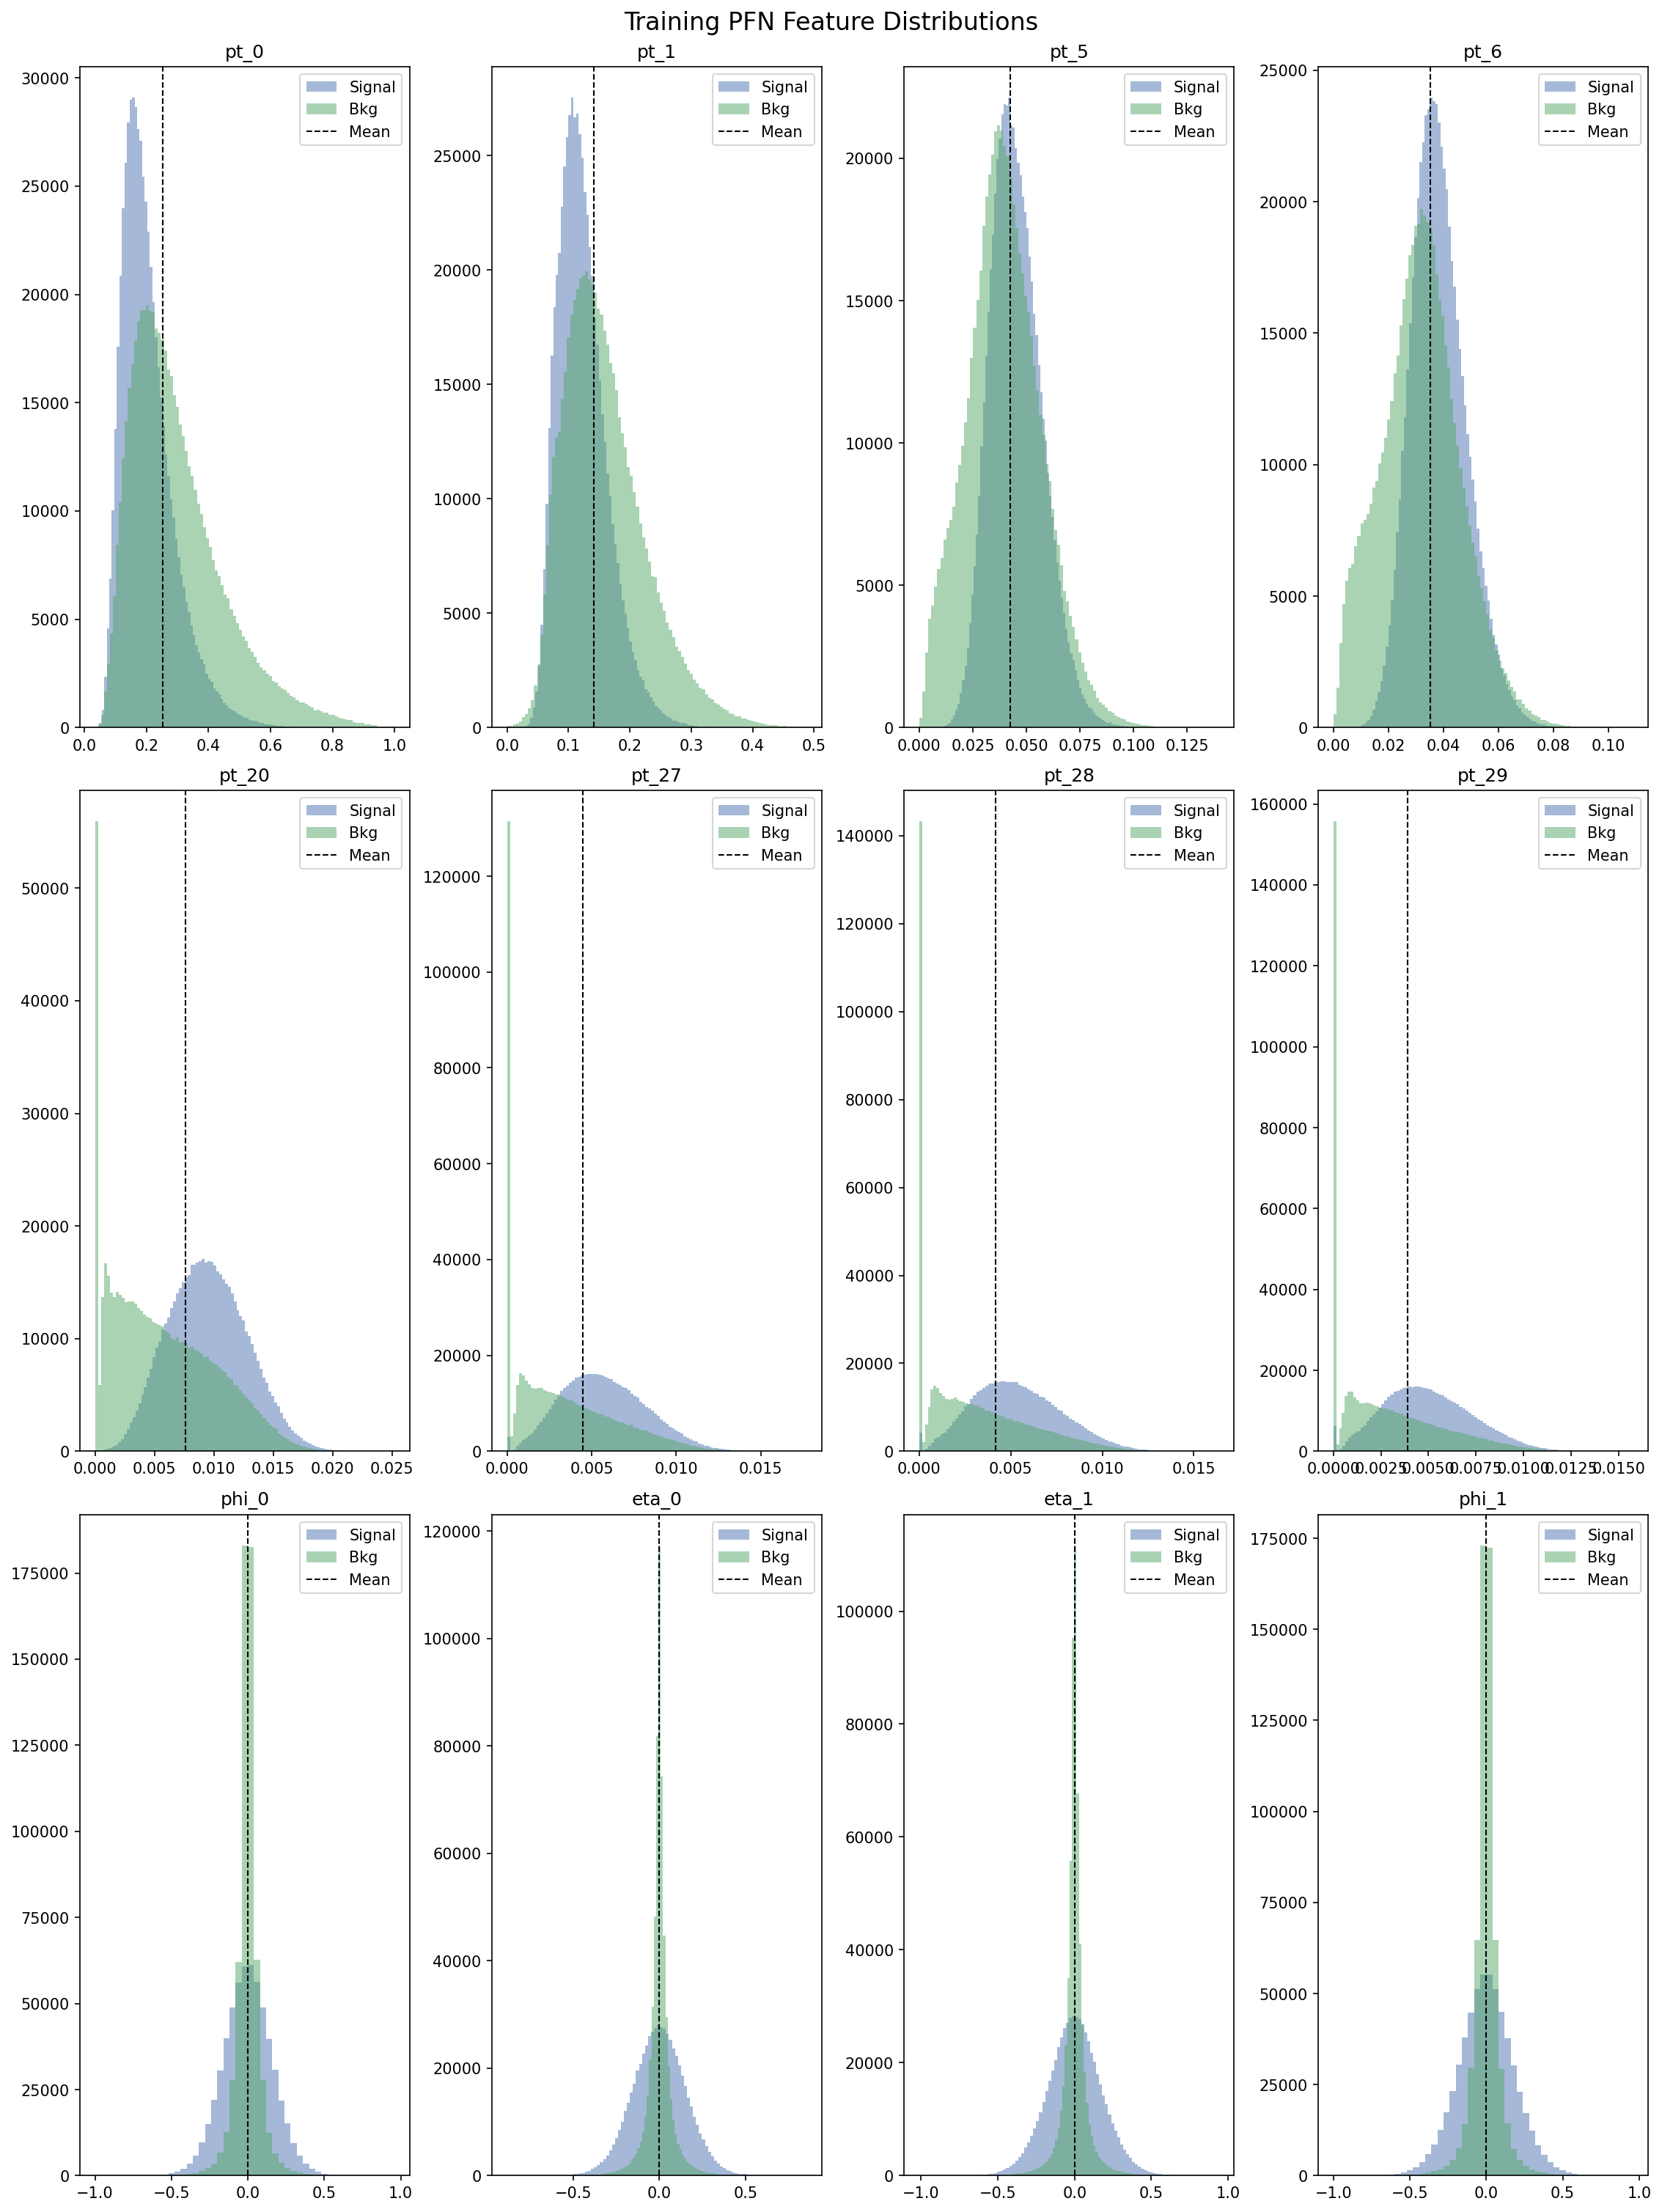 Training PFN Feature Distributions
pt_0
Signal
Bkg
Mean
30000
25000
20000
15000
10000
5000
0
0.0 0.2 0.4 0.6 0.8 1.0
pt_1
Signal
Bkg
Mean
25000
20000
15000
10000
5000
0
0.0 0.1 0.2 0.3 0.4 0.5
pt_5
Signal
Bkg
Mean
20000
15000
10000
5000
0
0.000 0.025 0.050 0.075 0.100 0.125
pt_6
Signal
Bkg
Mean
25000
20000
15000
10000
5000
0
0.00 0.02 0.04 0.06 0.08 0.10
pt_20
Signal
Bkg
Mean
50000
40000
30000
20000
10000
0
0.000 0.005 0.010 0.015 0.020 0.025
pt_27
Signal
Bkg
Mean
120000
100000
80000
60000
40000
20000
0
0.000 0.005 0.010 0.015
pt_28
Signal
Bkg
Mean
140000
120000
100000
80000
60000
40000
20000
0
0.000 0.005 0.010 0.015
pt_29
Signal
Bkg
Mean
160000
140000
120000
100000
80000
60000
40000
20000
0
0.0000 0.0025 0.0050 0.0075 0.0100 0.0125 0.0150
phi_0
Signal
Bkg
Mean
175000
150000
125000
100000
75000
50000
25000
0
−1.0 −0.5 0.0 0.5 1.0
eta_0
Signal
Bkg
Mean
120000
100000
80000
60000
40000
20000
0
−0.5 0.0 0.5
eta_1
Signal
Bkg
Mean
100000
80000
60000
40000
20000
0
−1.0 −0.5 0.0 0.5 1.0
phi_1
Signal
Bkg
Mean
175000
150000
125000
100000
75000
50000
25000
0
−1.0 −0.5 0.0 0.5 1.0